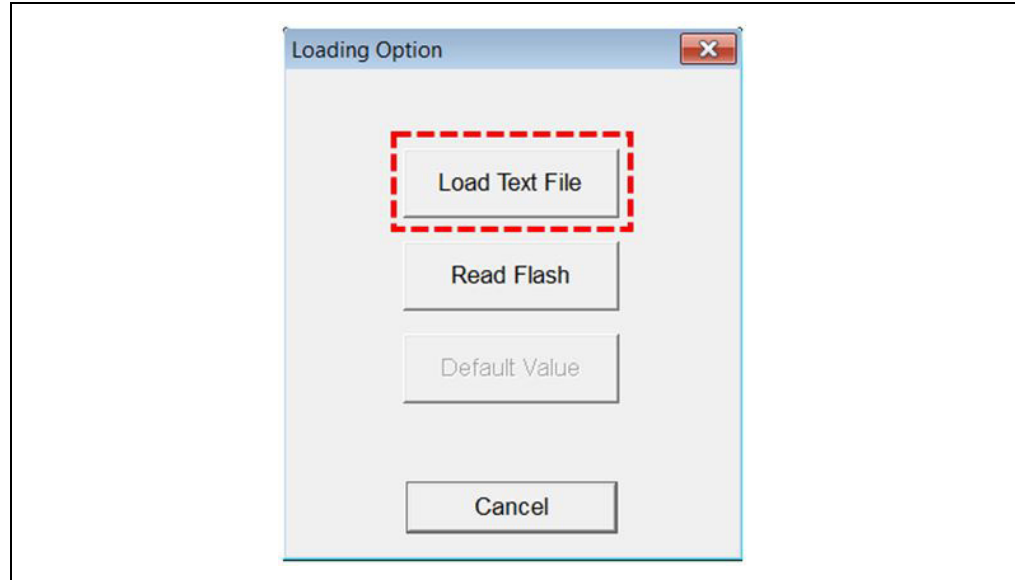 Loading Option
Load Text File
Read Flash
Default Value
Cancel